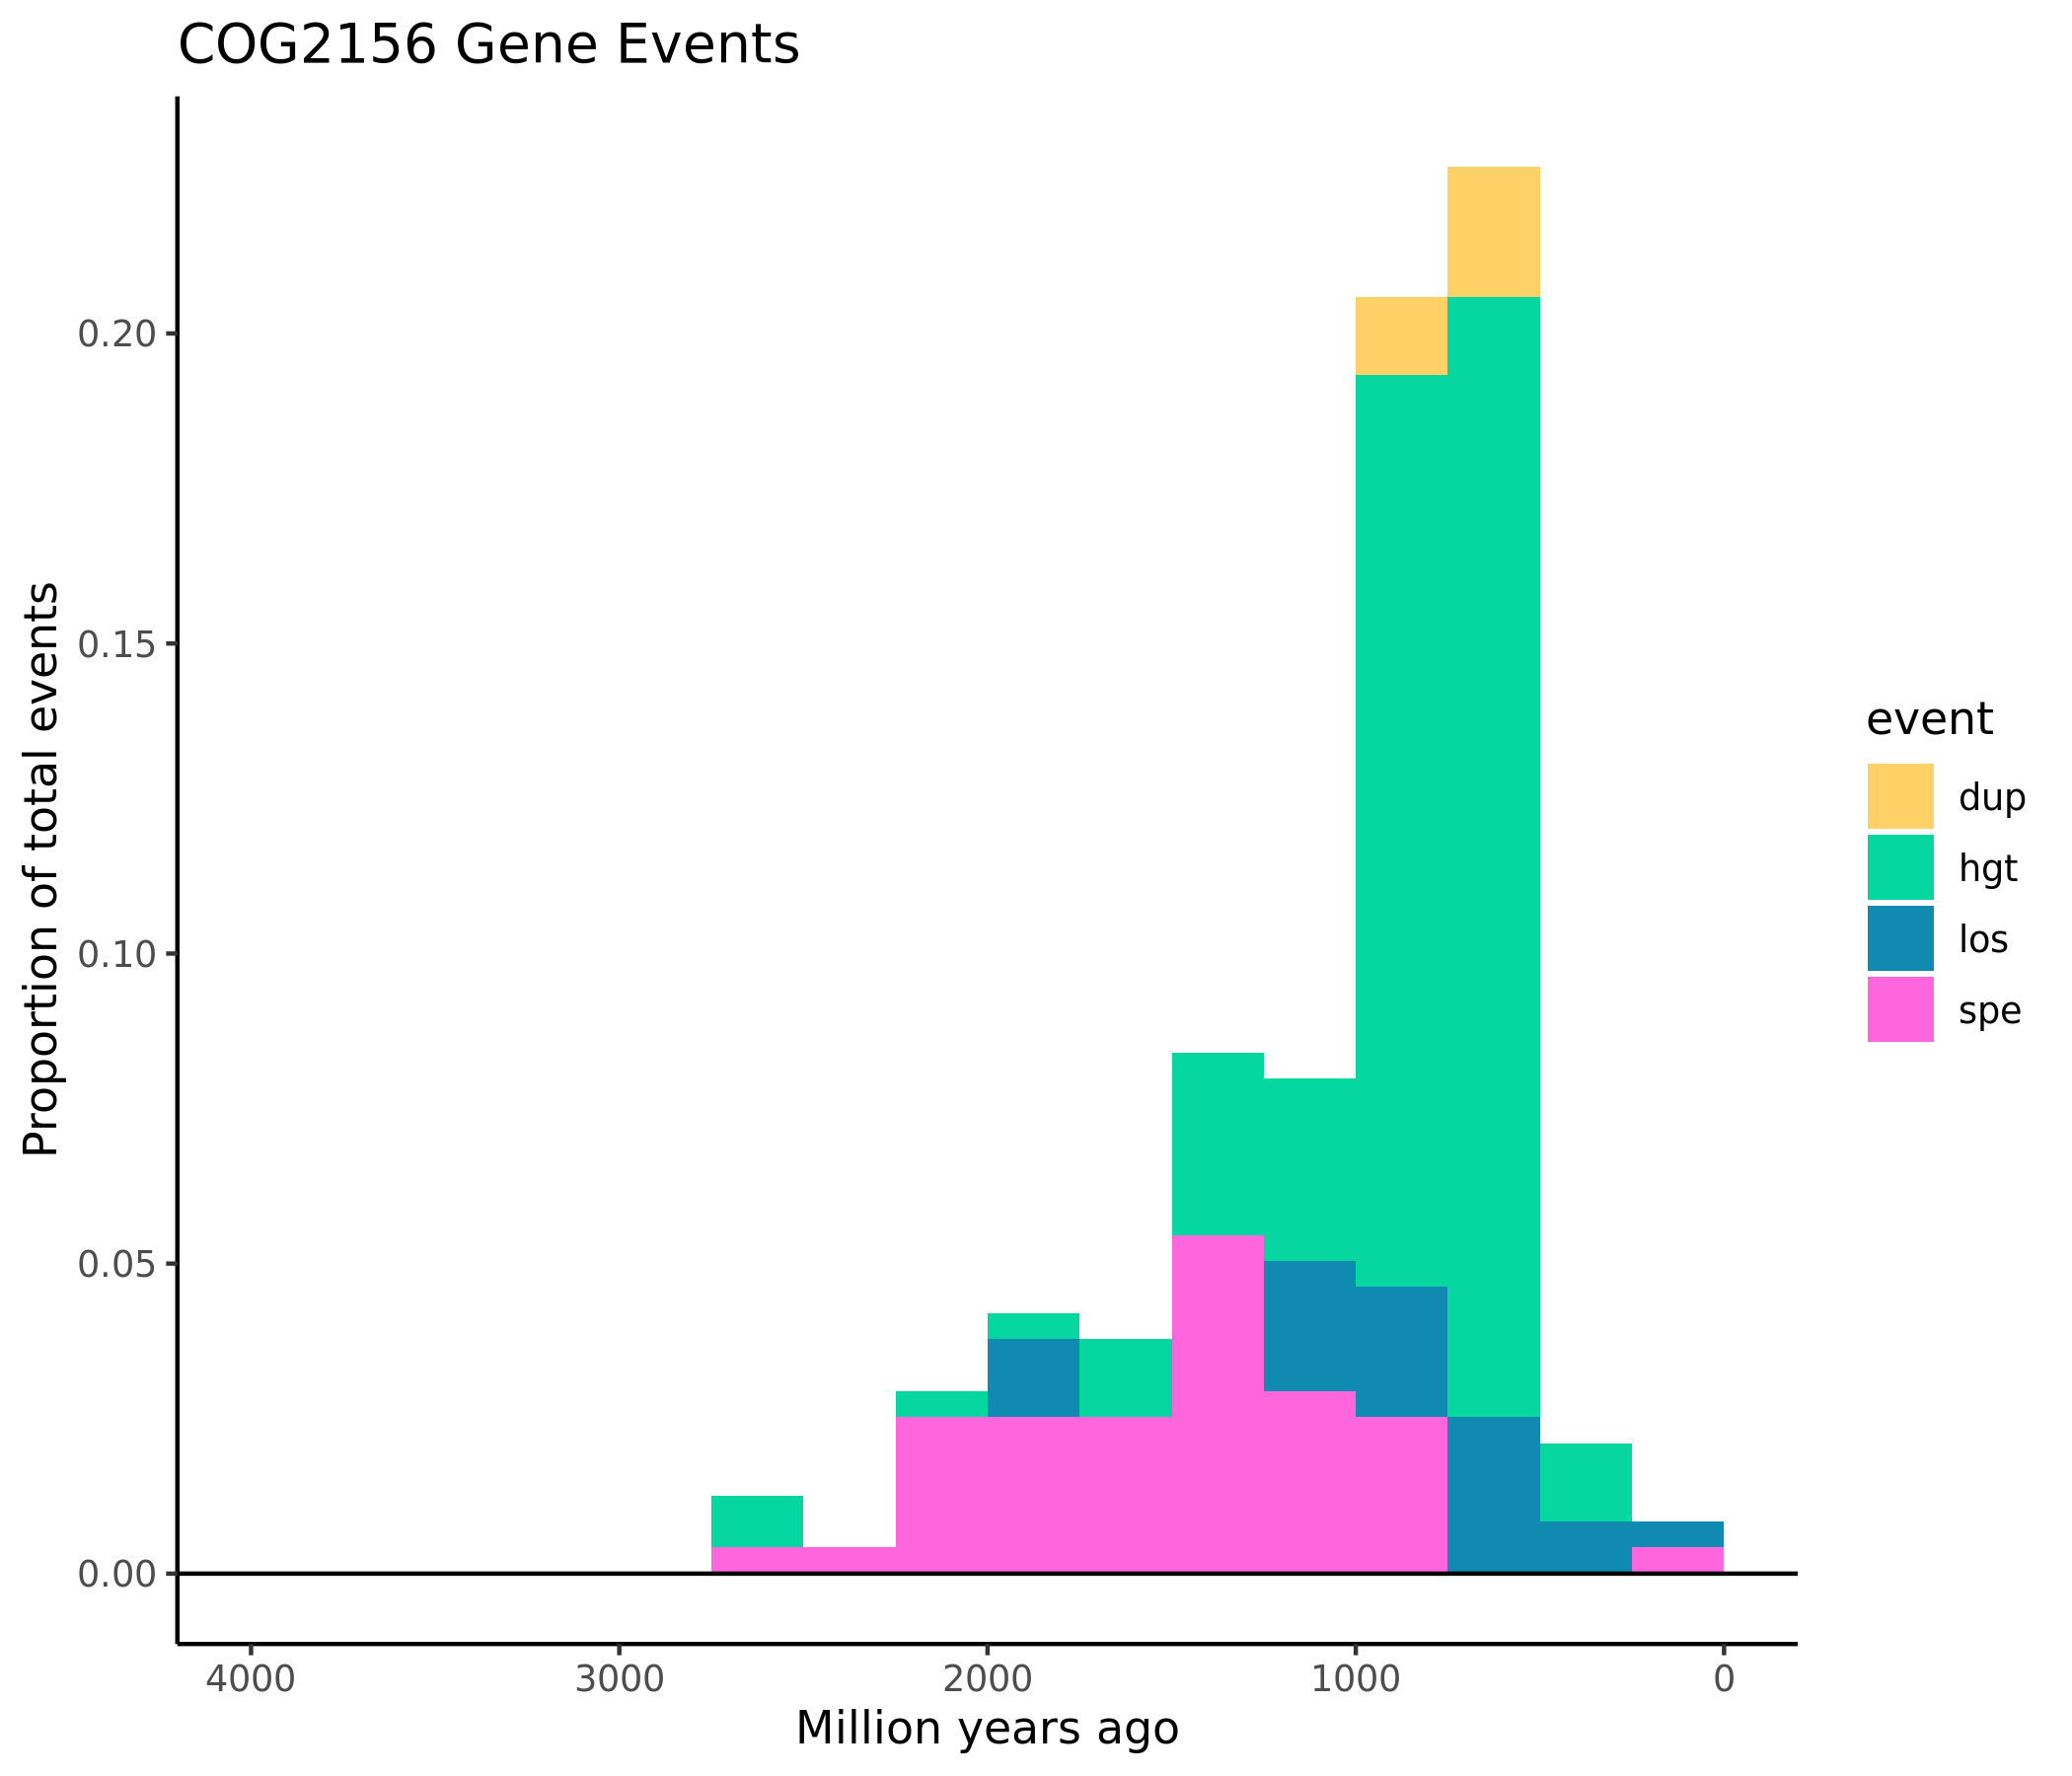 COG2156 Gene Events
Proportion of total events
0.20
0.15
0.10
0.05
0.00
4000 3000 2000 1000 0
Million years ago
event
dup
hgt
los
spe